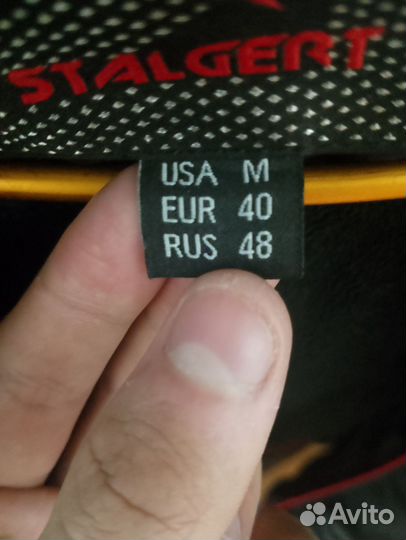 STALGERT
USA M
EUR 40
RUS 48
Avito